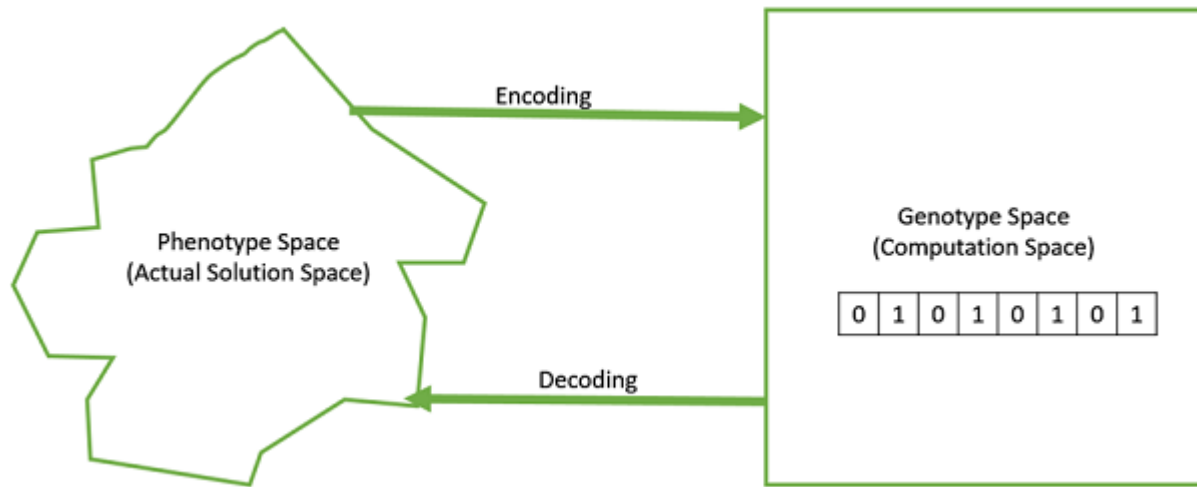 Encoding
Phenotype Space
(Actual Solution Space)
Genotype Space
(Computation Space)
0 1 0 1 0 1 0 1
Decoding